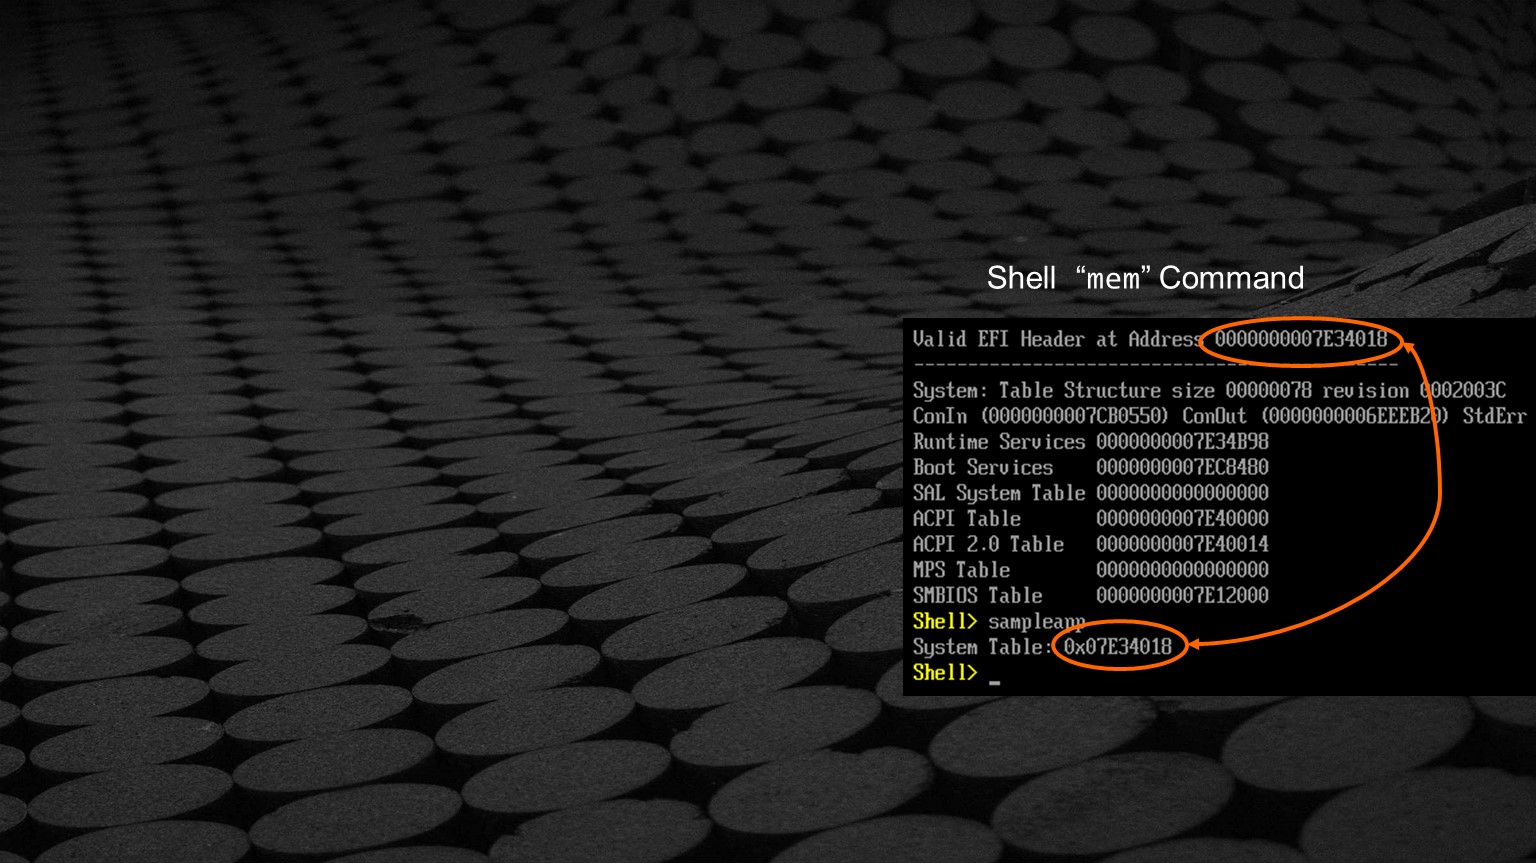 Shell “mem” Command
Valid EFI Header at Address 0000000007E34018
---------------------------------------------
System: Table Structure size 00000078 revision 0002003C
ConIn (0000000007CB0550) ConOut (0000000006EEEB20) StdErr
Runtime Services 0000000007E34B98
Boot Services 0000000007EC8480
SAL System Table 0000000000000000
ACPI Table 0000000007E40000
ACPI 2.0 Table 0000000007E40014
MPS Table 0000000000000000
SMBIOS Table 0000000007E12000
Shell> sampleapp
System Table: 0x07E34018
Shell> _